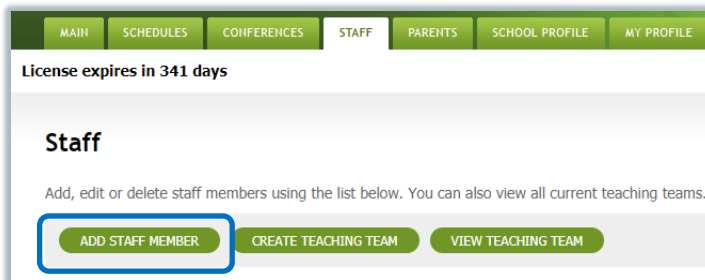 MAIN SCHEDULES CONFERENCES STAFF PARENTS SCHOOL PROFILE MY PROFILE
License expires in 341 days
Staff
Add, edit or delete staff members using the list below. You can also view all current teaching teams.
ADD STAFF MEMBER CREATE TEACHING TEAM VIEW TEACHING TEAM